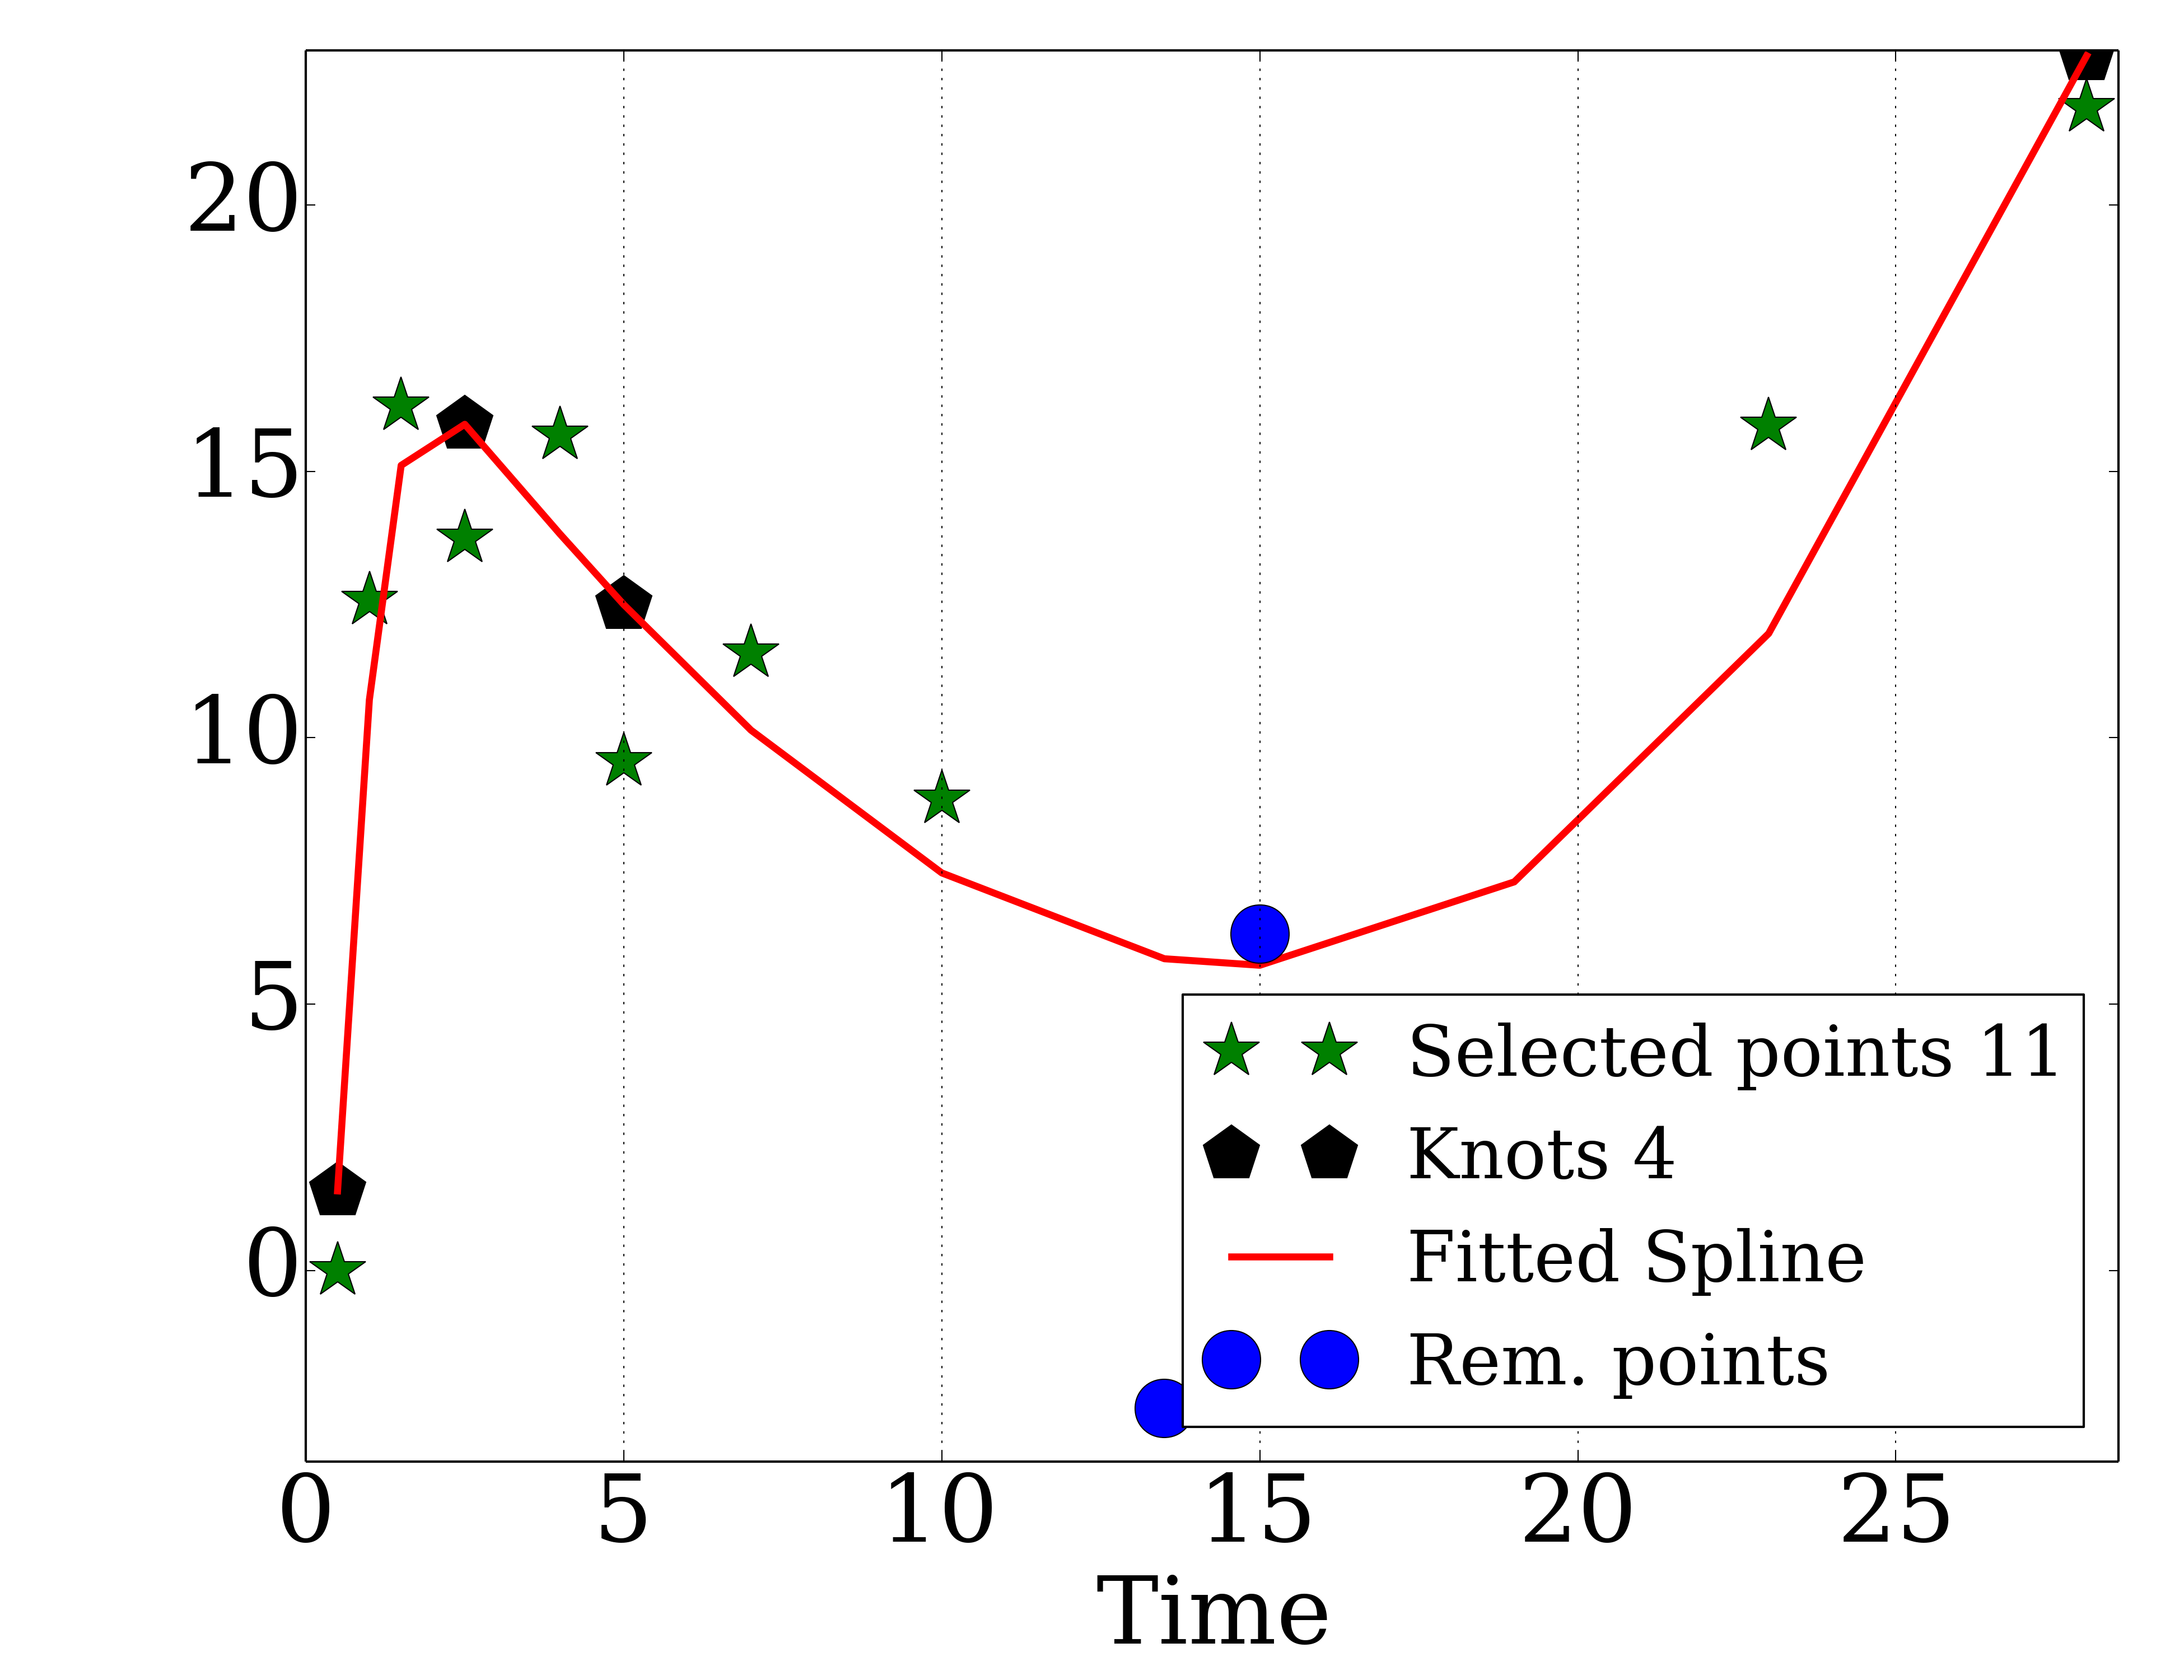 20
15
10
5
0
0 5 10 15 20 25
Time
Selected points 11
Knots 4
Fitted Spline
Rem. points